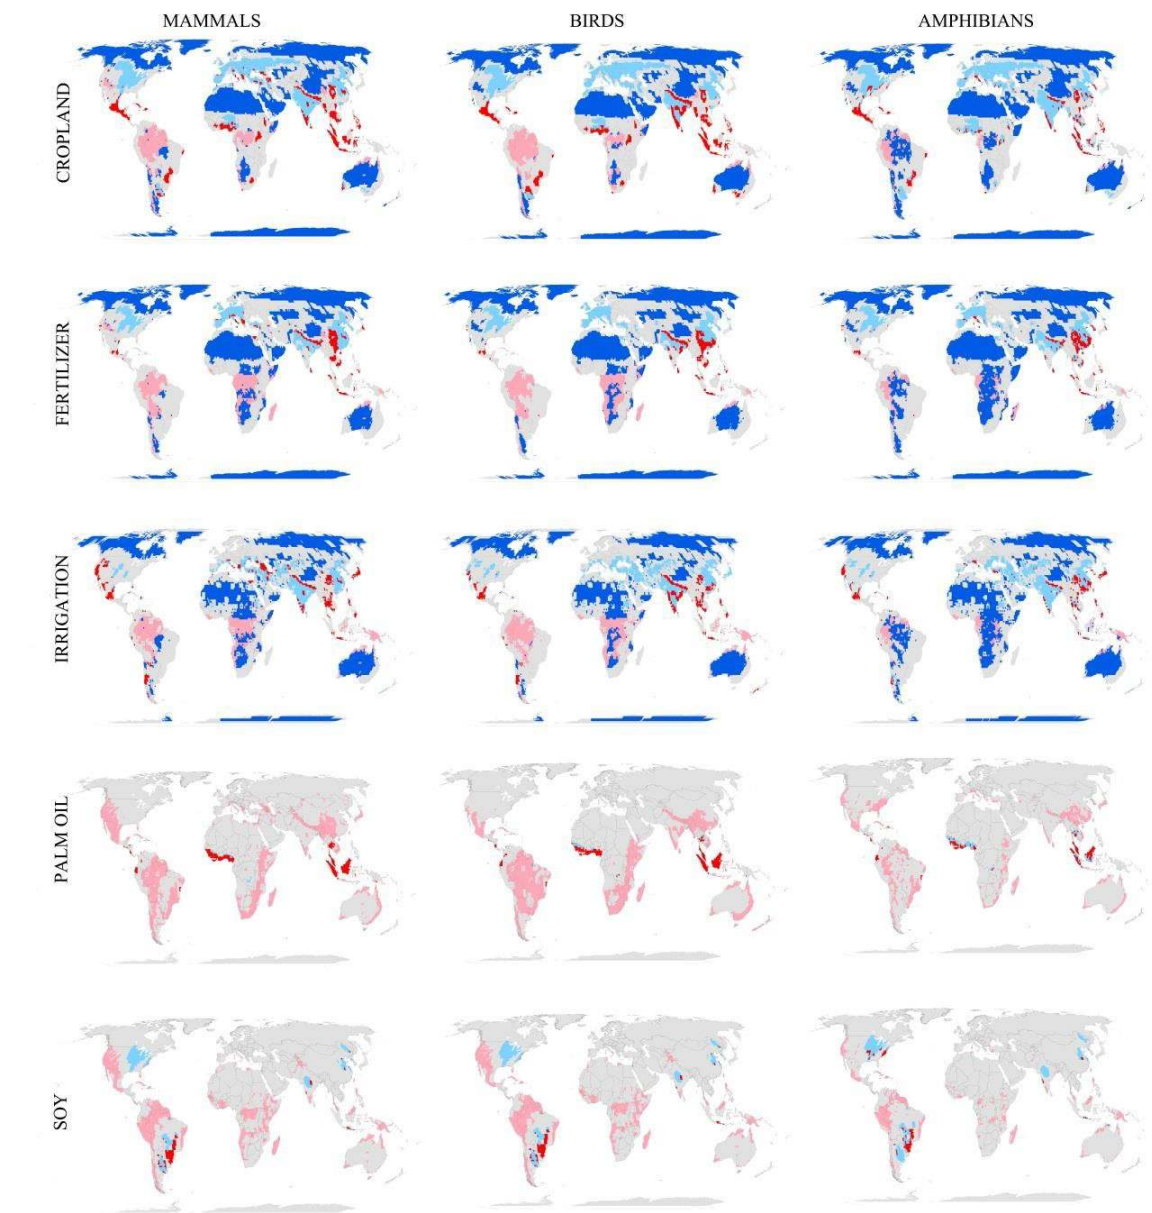 MAMMALS BIRDS AMPHIBIANS
CROPLAND
FERTILIZER
IRRIGATION
PALM OIL
SOY